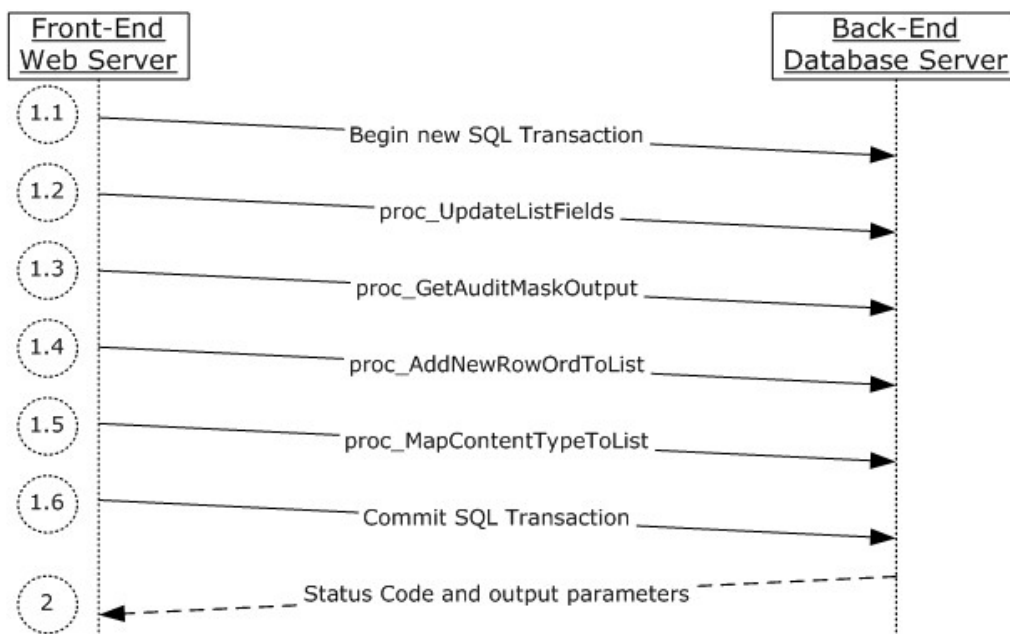 Front-End
Web Server
Back-End
Database Server
1.1
Begin new SQL Transaction
1.2
proc_UpdateListFields
1.3
proc_GetAuditMaskOutput
1.4
proc_AddNewRowOrdToList
1.5
proc_MapContentTypeToList
1.6
Commit SQL Transaction
2
Status Code and output parameters